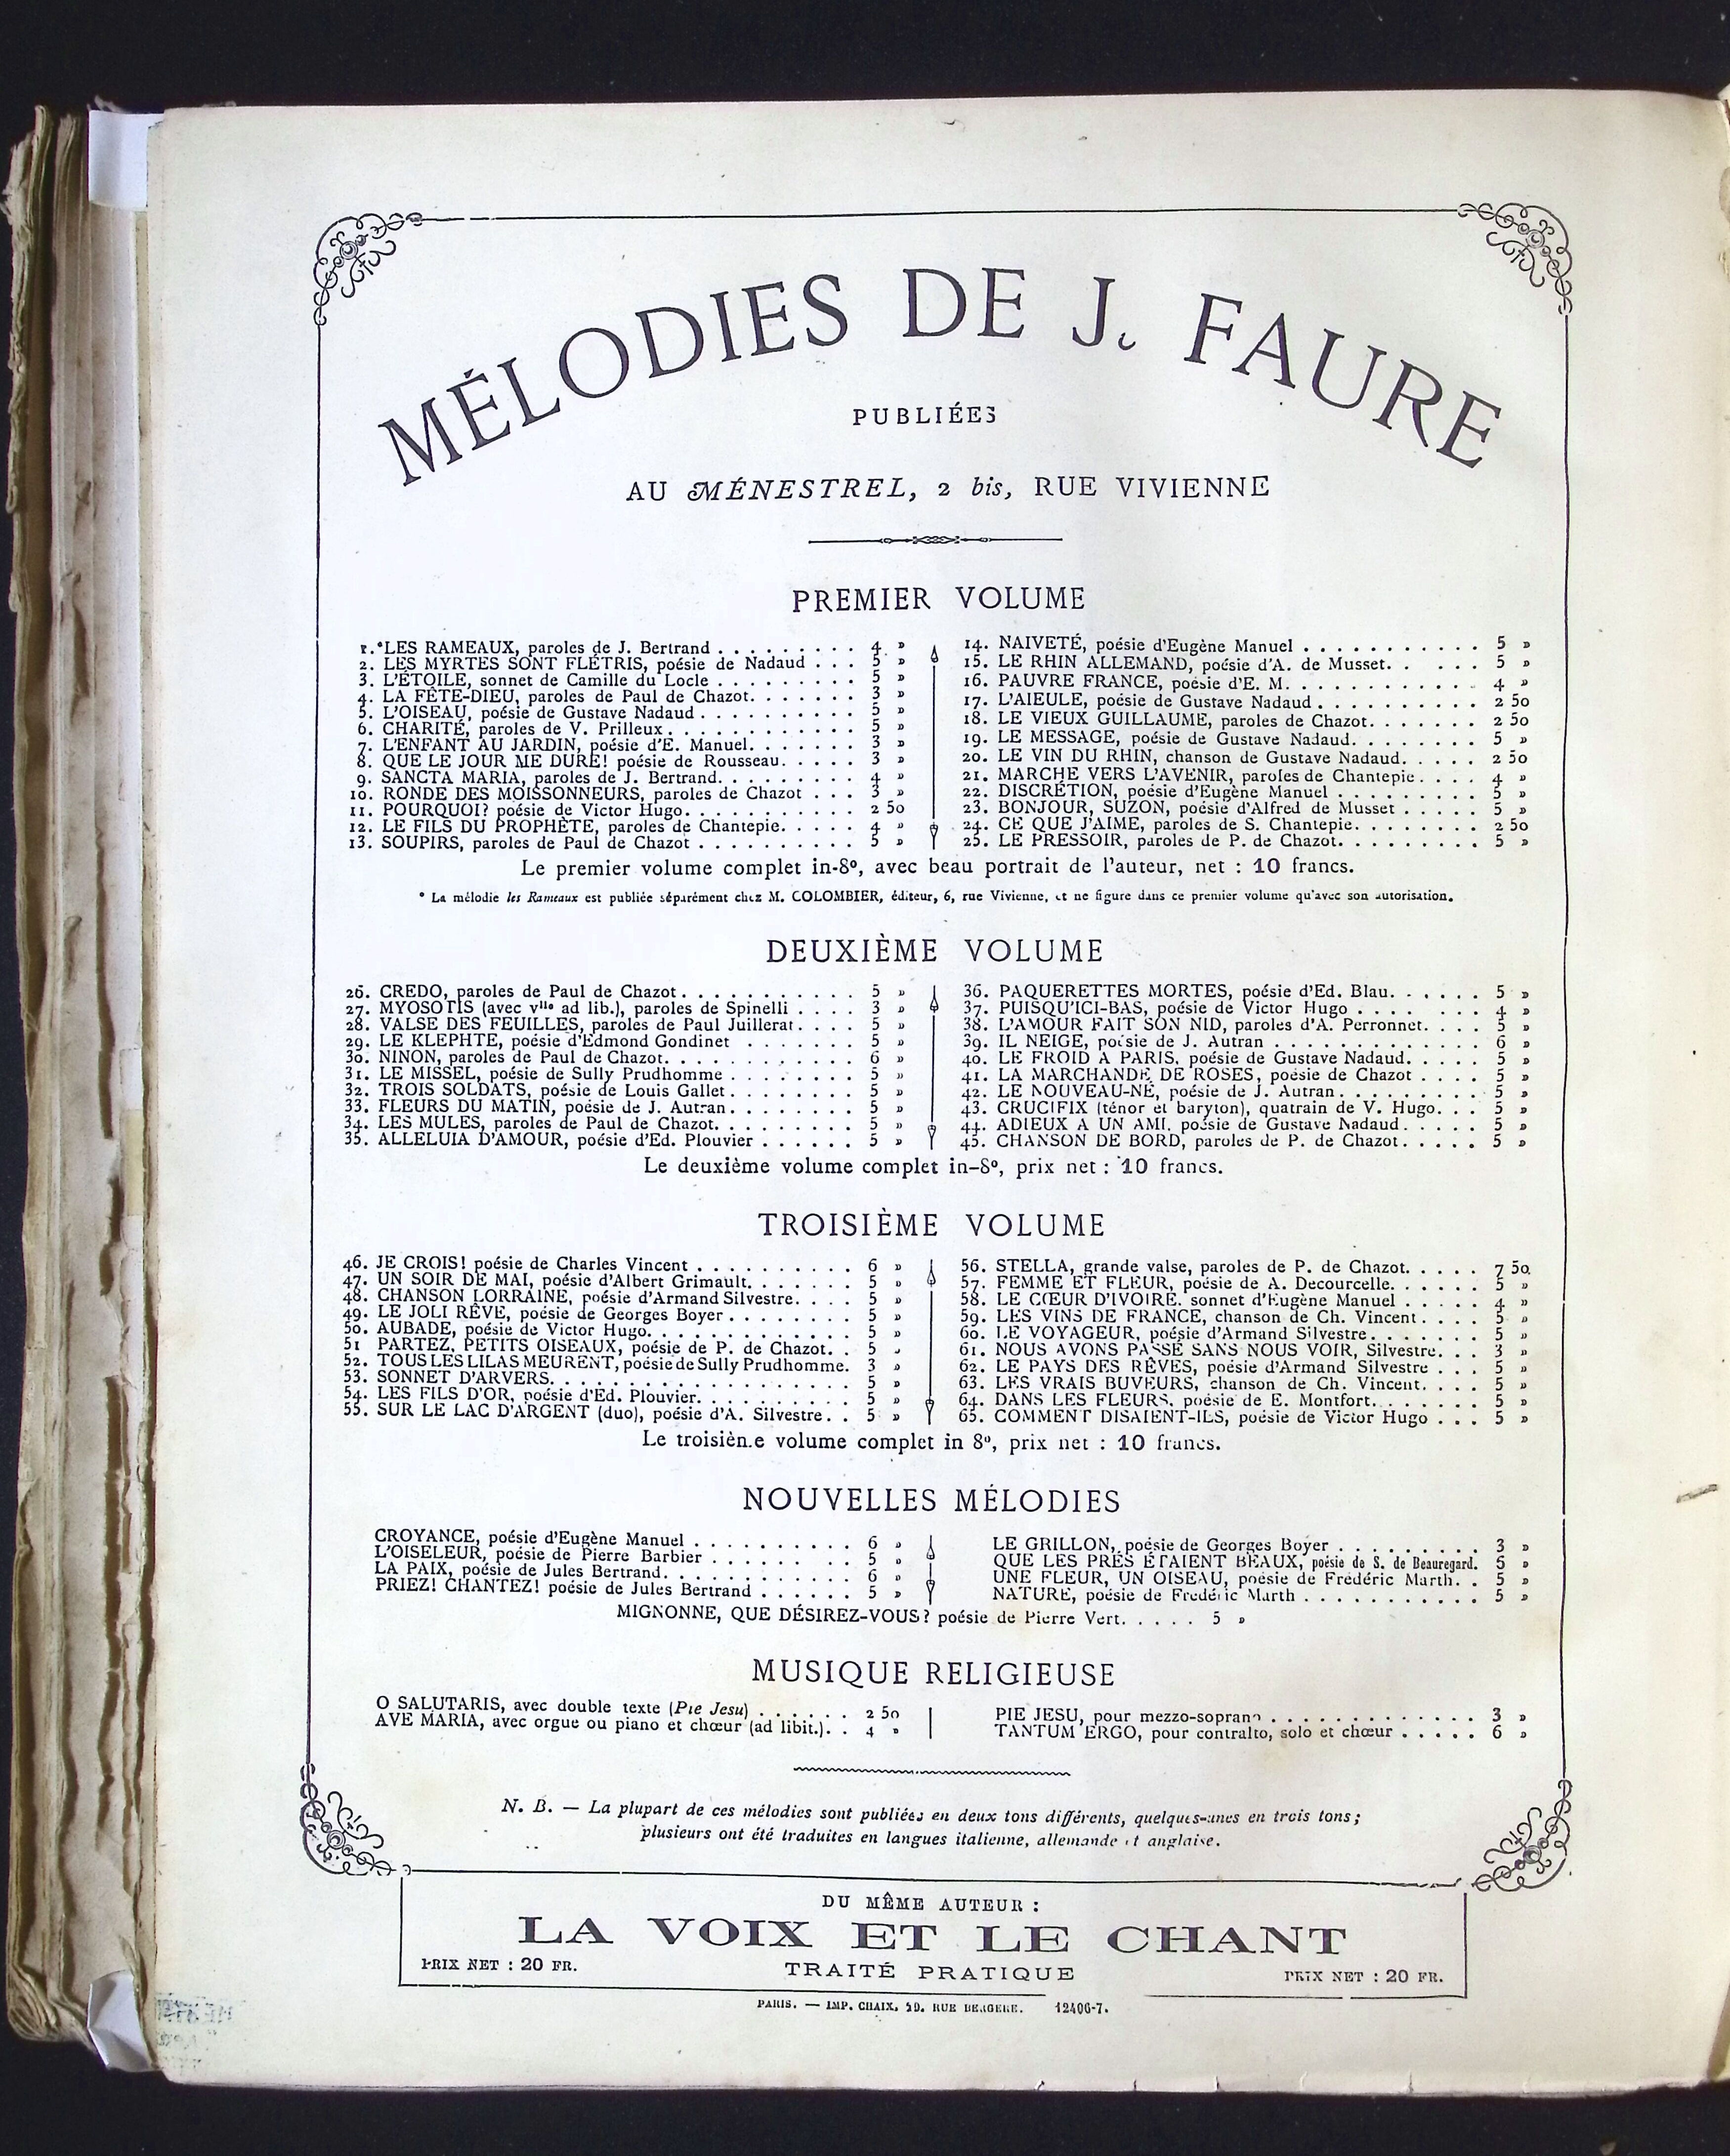 MÉLODIES DE J. FAURE
PUBLIÉES
AU MÉNESTREL, 2 bis, RUE VIVIENNE
PREMIER VOLUME
1.*LES RAMEAUX, paroles de J. Bertrand . . . . . . . . . 4 »
2. LES MYRTES SONT FLÉTRIS, poésie de Nadaud . . . 5 »
3. L'ÉTOILE, sonnet de Camille du Locle . . . . . . . . . 5 »
4. LA FÊTE-DIEU, paroles de Paul de Chazot. . . . . . . 3 »
5. L'OISEAU, poésie de Gustave Nadaud . . . . . . . . . . 5 »
6. CHARITÉ, paroles de V. Prilleux. . . . . . . . . . . . 5 »
7. L'ENFANT AU JARDIN, poésie d'E. Manuel. . . . . . . 3 »
8. QUE LE JOUR ME DURE! poésie de Rousseau. . . . . 3 »
9. SANCTA MARIA, paroles de J. Bertrand. . . . . . . . . 4 »
10. RONDE DES MOISSONNEURS, paroles de Chazot . . . 3 »
11. POURQUOI? poésie de Victor Hugo. . . . . . . . . . . 2 50
12. LE FILS DU PROPHÈTE, paroles de Chantepie. . . . . 4 »
13. SOUPIRS, paroles de Paul de Chazot . . . . . . . . . . 5 »
14. NAIVETÉ, poésie d'Eugène Manuel . . . . . . . . . . . 5 »
15. LE RHIN ALLEMAND, poésie d'A. de Musset. . . . . . 5 »
16. PAUVRE FRANCE, poésie d'E. M. . . . . . . . . . . . 4 »
17. L'AIEULE, poésie de Gustave Nadaud . . . . . . . . . . 2 50
18. LE VIEUX GUILLAUME, paroles de Chazot. . . . . . . 2 50
19. LE MESSAGE, poésie de Gustave Nadaud. . . . . . . . 5 »
20. LE VIN DU RHIN, chanson de Gustave Nadaud. . . . . 2 50
21. MARCHE VERS L'AVENIR, paroles de Chantepie . . . . 4 »
22. DISCRÉTION, poésie d'Eugène Manuel . . . . . . . . . 5 »
23. BONJOUR, SUZON, poésie d'Alfred de Musset . . . . . 5 »
24. CE QUE J'AIME, paroles de S. Chantepie. . . . . . . . 2 50
25. LE PRESSOIR, paroles de P. de Chazot. . . . . . . . . 5 »
Le premier volume complet in-8º, avec beau portrait de l'auteur, net : 10 francs.
* La mélodie les Rameaux est publiée séparément chez M. COLOMBIER, éditeur, 6, rue Vivienne, et ne figure dans ce premier volume qu'avec son autorisation.
DEUXIÈME VOLUME
26. CREDO, paroles de Paul de Chazot . . . . . . . . . . . 5 »
27. MYOSOTIS (avec vlle ad lib.), paroles de Spinelli . . . . 3 »
28. VALSE DES FEUILLES, paroles de Paul Juillerat. . . . 5 »
29. LE KLEPHTE, poésie d'Edmond Gondinet . . . . . . . 5 »
30. NINON, paroles de Paul de Chazot. . . . . . . . . . . . 6 »
31. LE MISSEL, poésie de Sully Prudhomme . . . . . . . . 5 »
32. TROIS SOLDATS, poésie de Louis Gallet . . . . . . . . 5 »
33. FLEURS DU MATIN, poésie de J. Autran. . . . . . . . 5 »
34. LES MULES, paroles de Paul de Chazot. . . . . . . . . 5 »
35. ALLELUIA D'AMOUR, poésie d'Ed. Plouvier . . . . . . 5 »
36. PAQUERETTES MORTES, poésie d'Ed. Blau. . . . . . . 5 »
37. PUISQU'ICI-BAS, poésie de Victor Hugo . . . . . . . . 4 »
38. L'AMOUR FAIT SON NID, paroles d'A. Perronnet. . . . 5 »
39. IL NEIGE, poésie de J. Autran . . . . . . . . . . . . . 6 »
40. LE FROID A PARIS, poésie de Gustave Nadaud. . . . . 5 »
41. LA MARCHANDE DE ROSES, poésie de Chazot . . . . 5 »
42. LE NOUVEAU-NÉ, poésie de J. Autran . . . . . . . . . 5 »
43. CRUCIFIX (ténor et baryton), quatrain de V. Hugo. . . 5 »
44. ADIEUX A UN AMI, poésie de Gustave Nadaud . . . . . 5 »
45. CHANSON DE BORD, paroles de P. de Chazot. . . . . 5 »
Le deuxième volume complet in-8º, prix net : 10 francs.
TROISIÈME VOLUME
46. JE CROIS! poésie de Charles Vincent . . . . . . . . . . 6 »
47. UN SOIR DE MAI, poésie d'Albert Grimault. . . . . . . 5 »
48. CHANSON LORRAINE, poésie d'Armand Silvestre. . . . 5 »
49. LE JOLI RÊVE, poésie de Georges Boyer . . . . . . . . 5 »
50. AUBADE, poésie de Victor Hugo. . . . . . . . . . . . . 5 »
51 PARTEZ, PETITS OISEAUX, poésie de P. de Chazot. . 5 »
52. TOUS LES LILAS MEURENT, poésie de Sully Prudhomme. 3 »
53. SONNET D'ARVERS. . . . . . . . . . . . . . . . . . . 5 »
54. LES FILS D'OR, poésie d'Ed. Plouvier. . . . . . . . . . 5 »
55. SUR LE LAC D'ARGENT (duo), poésie d'A. Silvestre. . 5 »
56. STELLA, grande valse, paroles de P. de Chazot. . . . . 7 50
57. FEMME ET FLEUR, poésie de A. Decourcelle. . . . . . 5 »
58. LE CŒUR D'IVOIRE, sonnet d'Eugène Manuel . . . . . 4 »
59. LES VINS DE FRANCE, chanson de Ch. Vincent . . . . 5 »
60. LE VOYAGEUR, poésie d'Armand Silvestre. . . . . . . 5 »
61. NOUS AVONS PASSÉ SANS NOUS VOIR, Silvestre. . . 3 »
62. LE PAYS DES RÊVES, poésie d'Armand Silvestre . . . 5 »
63. LES VRAIS BUVEURS, chanson de Ch. Vincent. . . . 5 »
64. DANS LES FLEURS, poésie de E. Montfort. . . . . . . 5 »
65. COMMENT DISAIENT-ILS, poésie de Victor Hugo . . . 5 »
Le troisième volume complet in 8º, prix net : 10 francs.
NOUVELLES MÉLODIES
CROYANCE, poésie d'Eugène Manuel . . . . . . . . . . 6 »
L'OISELEUR, poésie de Pierre Barbier . . . . . . . . . 5 »
LA PAIX, poésie de Jules Bertrand. . . . . . . . . . . . 6 »
PRIEZ! CHANTEZ! poésie de Jules Bertrand . . . . . . 5 »
LE GRILLON, poésie de Georges Boyer . . . . . . . . . 3 »
QUE LES PRÉS ÉTAIENT BEAUX, poésie de S. de Beauregard. 5 »
UNE FLEUR, UN OISEAU, poésie de Frédéric Marth. . 5 »
NATURE, poésie de Frédéric Marth . . . . . . . . . . . 5 »
MIGNONNE, QUE DÉSIREZ-VOUS? poésie de Pierre Vert. . . . . 5 »
MUSIQUE RELIGIEUSE
O SALUTARIS, avec double texte (Pie Jesu) . . . . . . 2 50
AVE MARIA, avec orgue ou piano et chœur (ad libit.). . 4 »
PIE JESU, pour mezzo-soprano . . . . . . . . . . . . . 3 »
TANTUM ERGO, pour contralto, solo et chœur . . . . . 6 »
N. B. — La plupart de ces mélodies sont publiées en deux tons différents, quelques-unes en trois tons;
plusieurs ont été traduites en langues italienne, allemande et anglaise.
DU MÊME AUTEUR :
LA VOIX ET LE CHANT
PRIX NET : 20 FR. TRAITÉ PRATIQUE PRIX NET : 20 FR.
PARIS. — IMP. CHAIX, 20, RUE BERGÈRE. 12406-7.